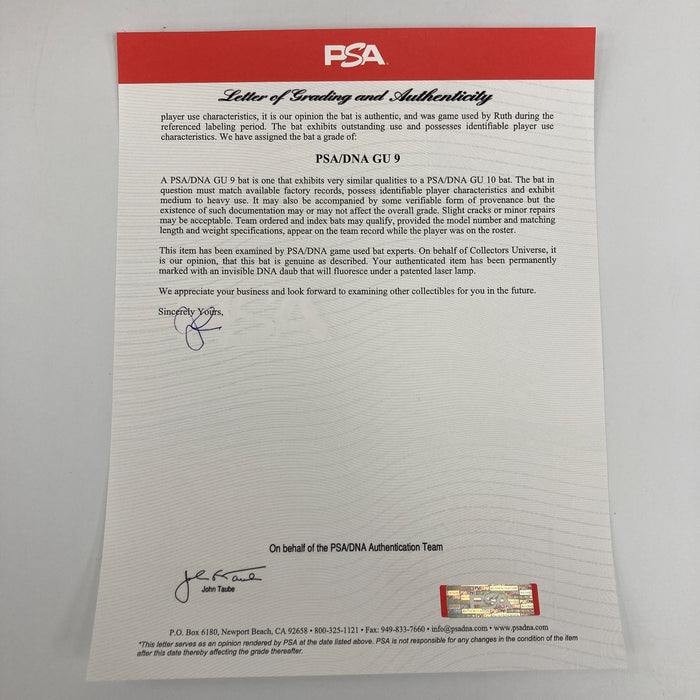 PSA
Letter of Grading and Authenticity
player use characteristics, it is our opinion the bat is authentic, and was game used by Ruth during the
referenced labeling period. The bat exhibits outstanding use and possesses identifiable player use
characteristics. We have assigned the bat a grade of:
PSA/DNA GU 9
A PSA/DNA GU 9 bat is one that exhibits very similar qualities to a PSA/DNA GU 10 bat. The bat in
question must match available factory records, possess identifiable player characteristics and exhibit
medium to heavy use. It may also be accompanied by some verifiable form of provenance but the
existence of such documentation may or may not affect the overall grade. Slight cracks or minor repairs
may be acceptable. Team ordered and index bats may qualify, provided the model number and matching
length and weight specifications, appear on the team record while the player was on the roster.
This item has been examined by PSA/DNA game used bat experts. On behalf of Collectors Universe, it
is our opinion, that this bat is genuine as described. Your authenticated item has been permanently
marked with an invisible DNA daub that will fluoresce under a patented laser lamp.
We appreciate your business and look forward to examining other collectibles for you in the future.
Sincerely Yours,
PSA
On behalf of the PSA/DNA Authentication Team
John Taube
John Taube
PSA
P.O. Box 6180, Newport Beach, CA 92658 • 800-325-1121 • Fax: 949-833-7660 • info@psadna.com • www.psadna.com
*This letter serves as an opinion rendered by PSA at the date listed above. PSA is not responsible for any changes in the condition of the item
after this date thereby affecting the grade thereafter.